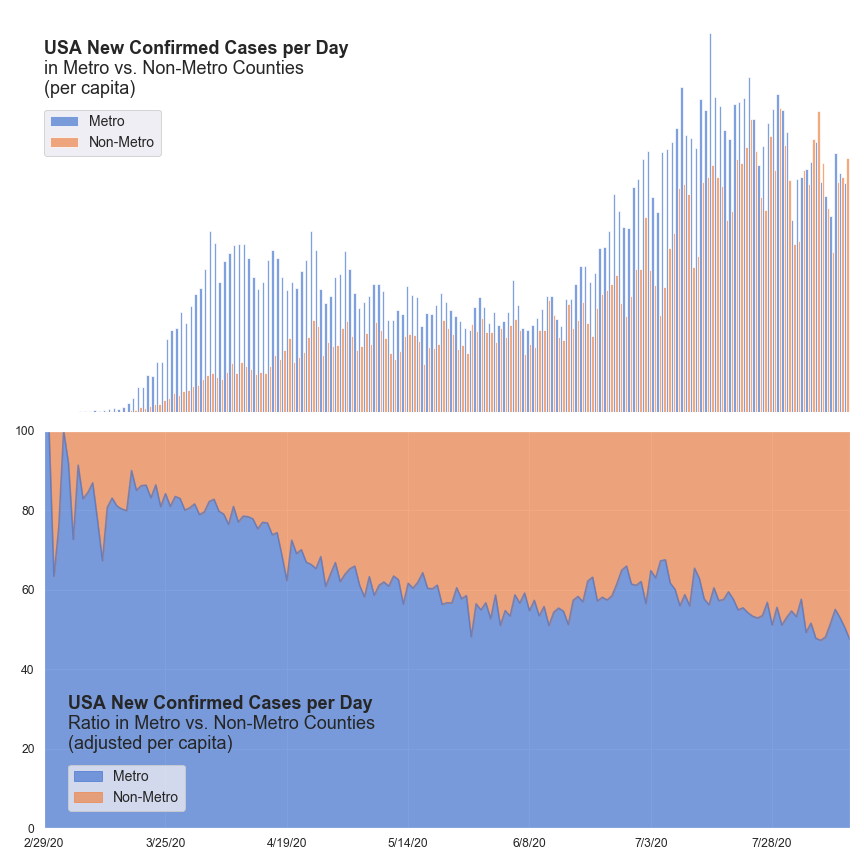 USA New Confirmed Cases per Day
in Metro vs. Non-Metro Counties
(per capita)
Metro
Non-Metro
100
80
60
40
20
0
USA New Confirmed Cases per Day
Ratio in Metro vs. Non-Metro Counties
(adjusted per capita)
Metro
Non-Metro
2/29/20 3/25/20 4/19/20 5/14/20 6/8/20 7/3/20 7/28/20